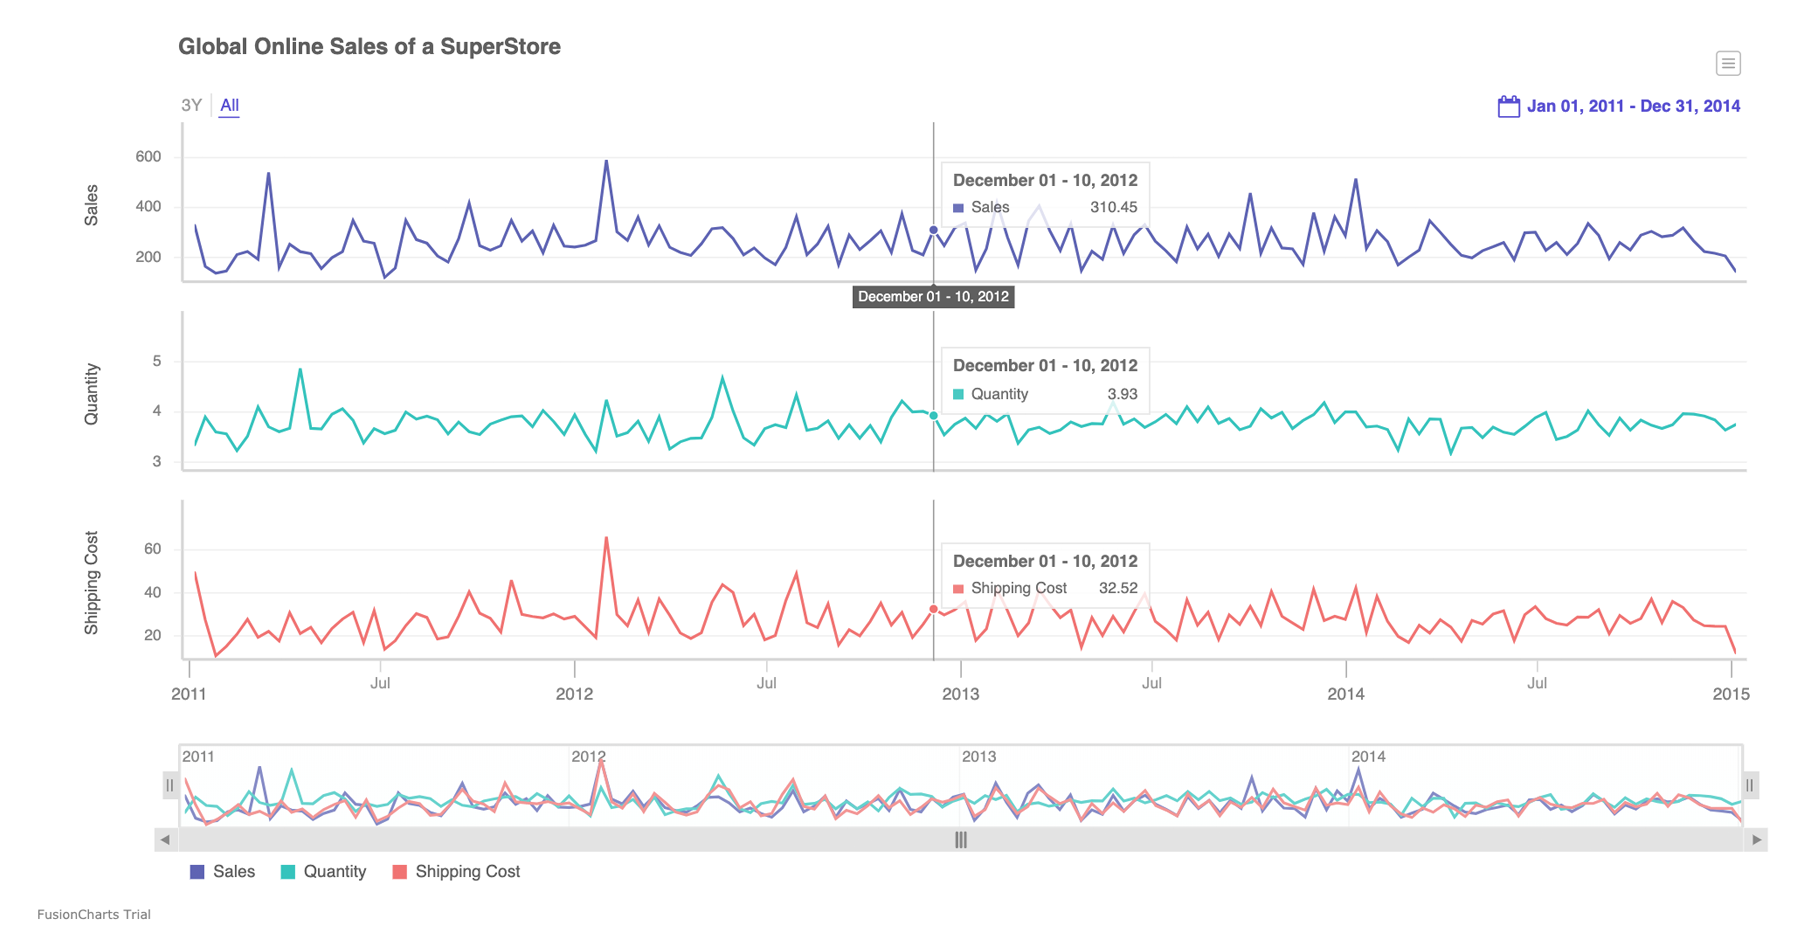 Global Online Sales of a SuperStore
3Y All
Jan 01, 2011 - Dec 31, 2014
Sales
600
400
200
December 01 - 10, 2012
Sales 310.45
December 01 - 10, 2012
Quantity
5
4
3
December 01 - 10, 2012
Quantity 3.93
Shipping Cost
60
40
20
December 01 - 10, 2012
Shipping Cost 32.52
2011 Jul 2012 Jul 2013 Jul 2014 Jul 2015
2011 2012 2013 2014
Sales Quantity Shipping Cost
FusionCharts Trial